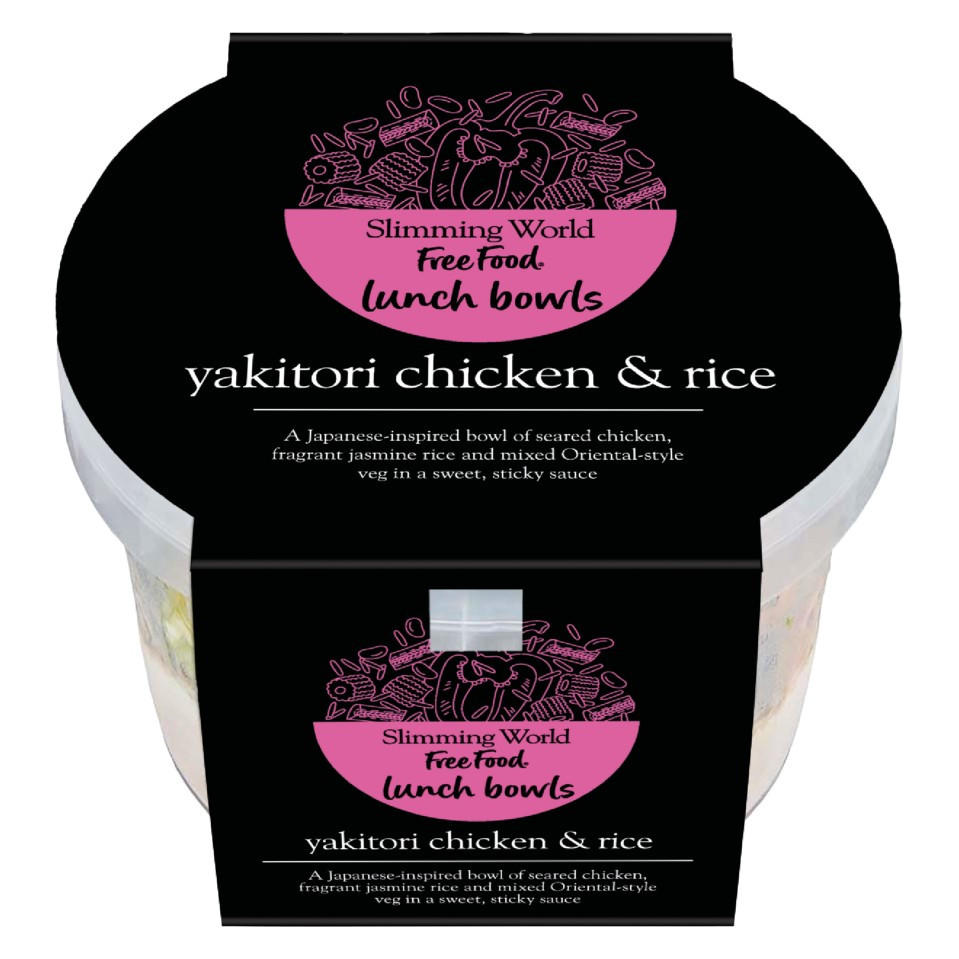 Slimming World
Free Food®
lunch bowls
yakitori chicken & rice
A Japanese-inspired bowl of seared chicken,
fragrant jasmine rice and mixed Oriental-style
veg in a sweet, sticky sauce
Slimming World
Free Food®
lunch bowls
yakitori chicken & rice
A Japanese-inspired bowl of seared chicken,
fragrant jasmine rice and mixed Oriental-style
veg in a sweet, sticky sauce